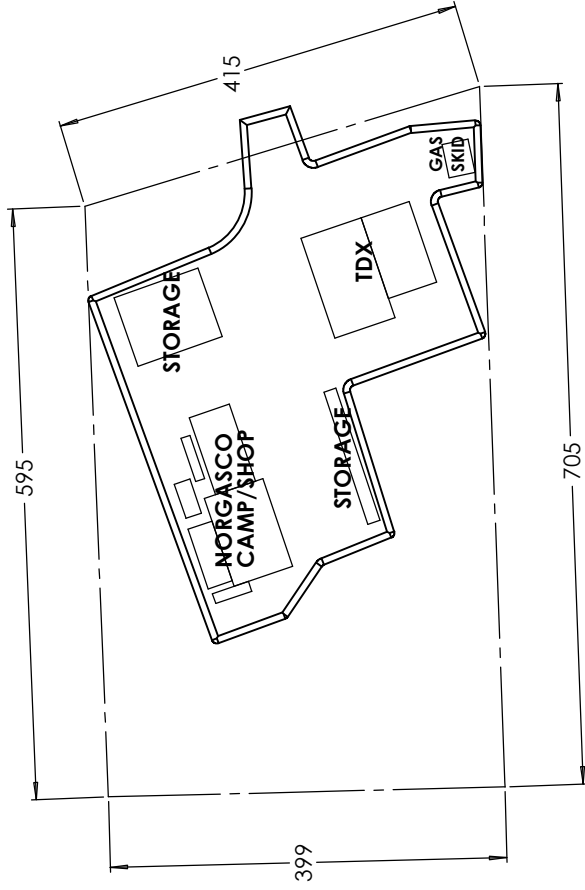 415
595
GAS
SKID
STORAGE
TDX
NORGASCO
CAMP/SHOP
STORAGE
705
399